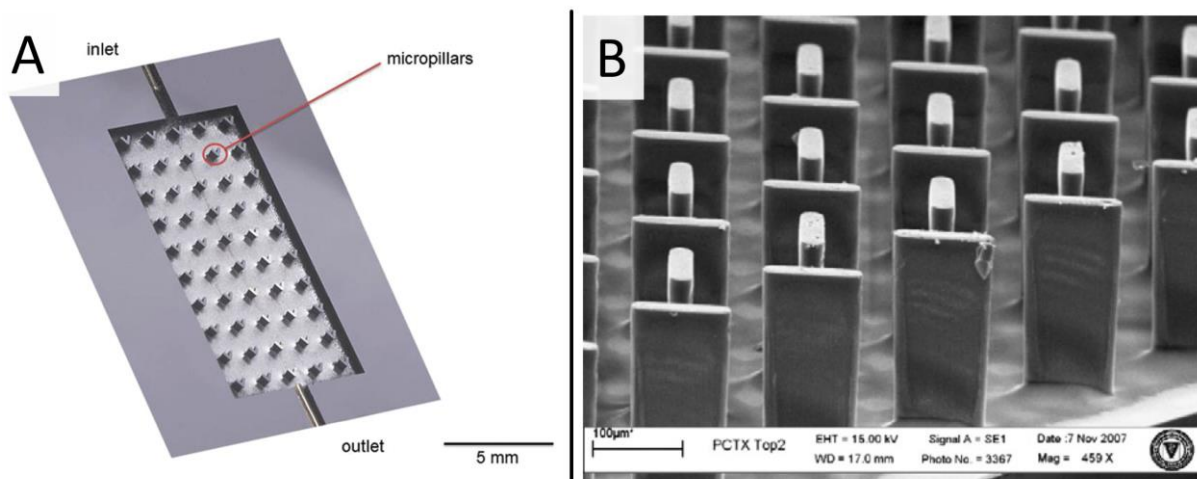 A
inlet
micropillars
outlet
5 mm
B
100µm*
PCTX Top2
EHT = 15.00 kV
WD = 17.0 mm
Signal A = SE1
Photo No. = 3367
Date :7 Nov 2007
Mag = 459 X